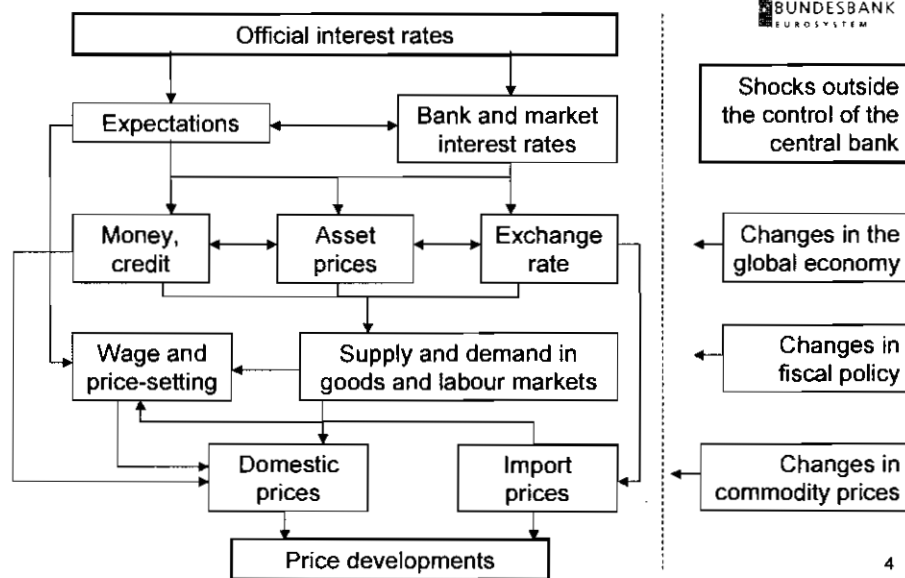 BUNDESBANK
EUROSYSTEM
Official interest rates
Expectations
Bank and market
interest rates
Money,
credit
Asset
prices
Exchange
rate
Wage and
price-setting
Supply and demand in
goods and labour markets
Domestic
prices
Import
prices
Price developments
Shocks outside
the control of the
central bank
Changes in the
global economy
Changes in
fiscal policy
Changes in
commodity prices
4